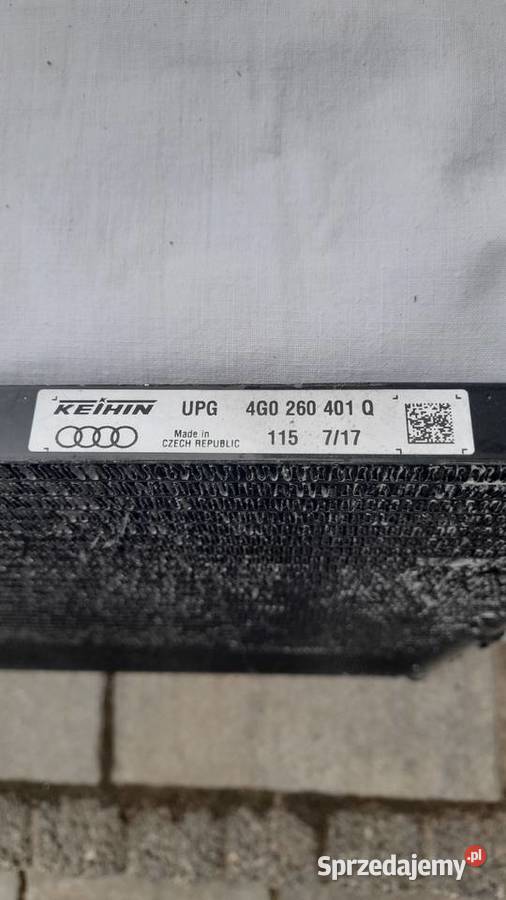 KEIHIN UPG 4G0 260 401 Q
Made in CZECH REPUBLIC 115 7/17
Sprzedajemy.pl